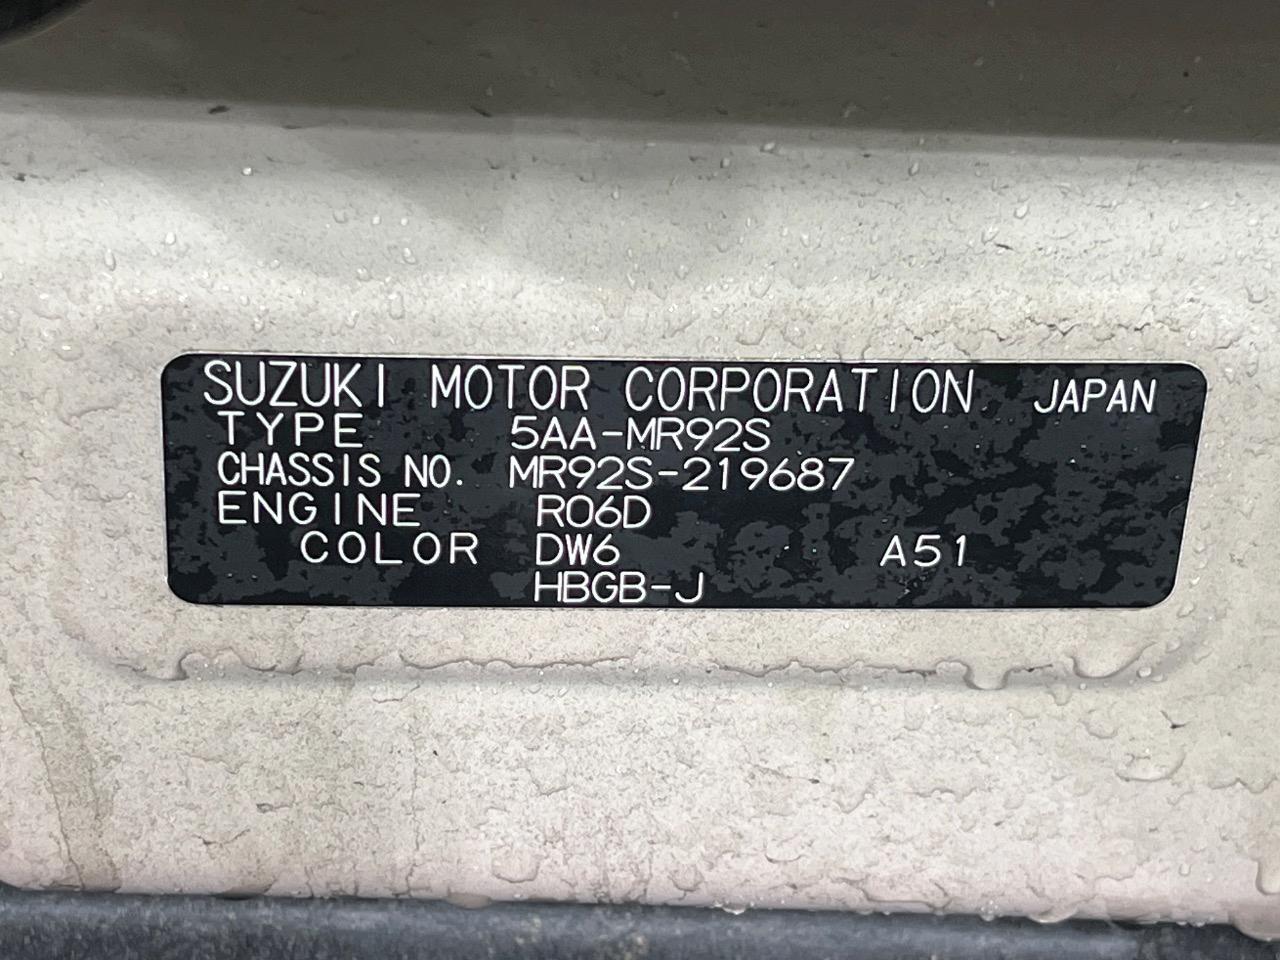 SUZUKI MOTOR CORPORATION JAPAN
TYPE 5AA-MR92S
CHASSIS NO. MR92S-219687
ENGINE R06D
COLOR DW6 A51
HBGB-J